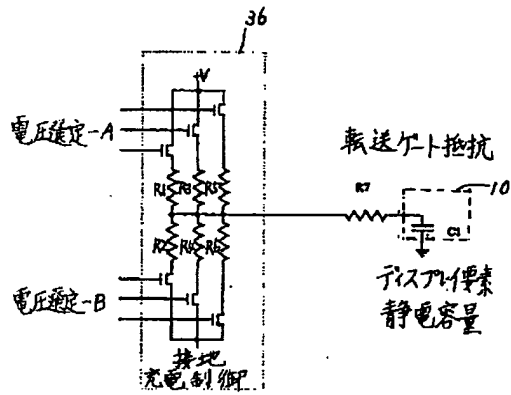 36
V
電圧選定-A
転送ゲート抵抗
R1 R3 R5
R7
10
C1
R2 R4 R6
ディスプレイ要素
静電容量
電圧選定-B
接地
充電制御